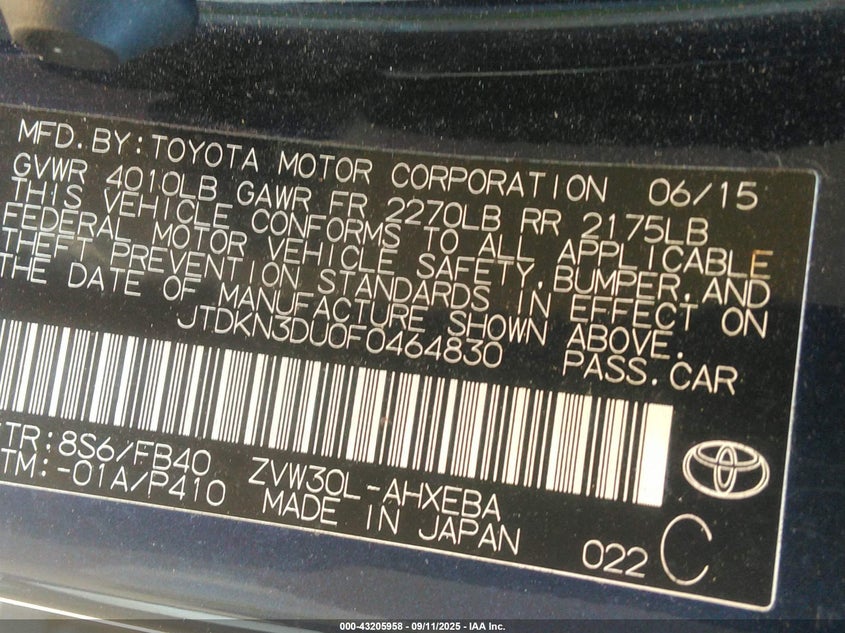 MFD. BY: TOYOTA MOTOR CORPORATION 06/15
GVWR 4010LB GAWR FR 2270LB RR 2175LB
THIS VEHICLE CONFORMS TO ALL APPLICABLE
FEDERAL MOTOR VEHICLE SAFETY, BUMPER, AND
THEFT PREVENTION STANDARDS IN EFFECT ON
THE DATE OF MANUFACTURE SHOWN ABOVE.
JTDKN3DU0F0464830 PASS. CAR
TR: 8S6/FB40 ZVW30L-AHXEBA
TM: -01A/P410 MADE IN JAPAN
022 C
000-43205958 - 09/11/2025 - IAA Inc.